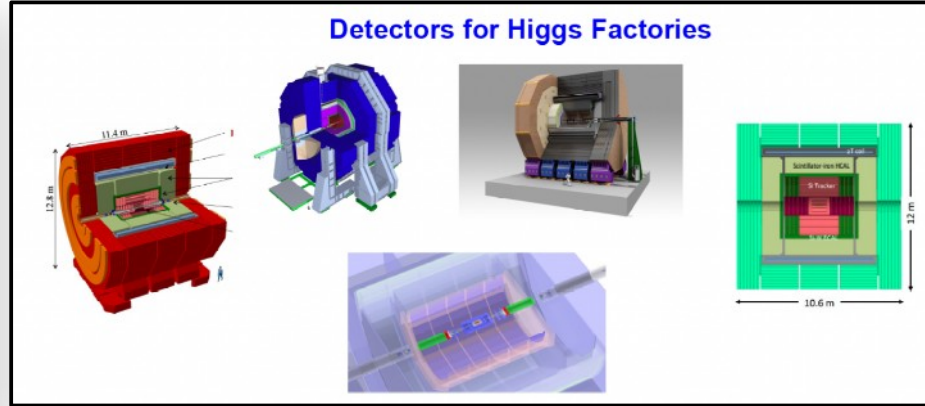 Detectors for Higgs Factories
11.4 m
12.8 m
Scintillator-iron HCAL
Si Tracker
12 m
10.6 m